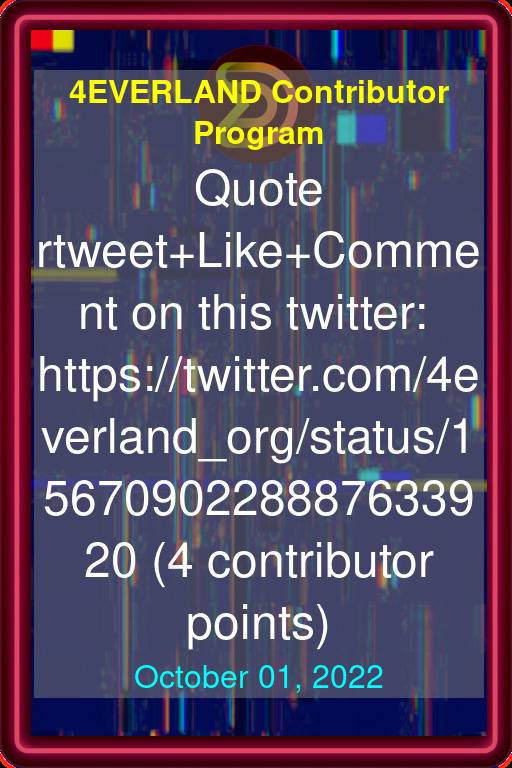 4EVERLAND Contributor
Program
Quote
rtweet+Like+Comme
nt on this twitter:
https://twitter.com/4e
verland_org/status/1
56709022888876339
20 (4 contributor
points)
October 01, 2022